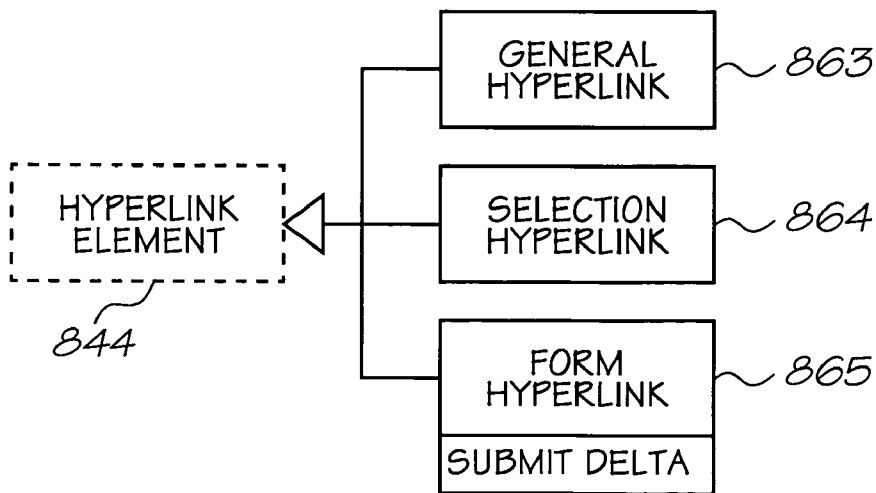 GENERAL
HYPERLINK
863
HYPERLINK
ELEMENT
844
SELECTION
HYPERLINK
864
FORM
HYPERLINK
865
SUBMIT DELTA